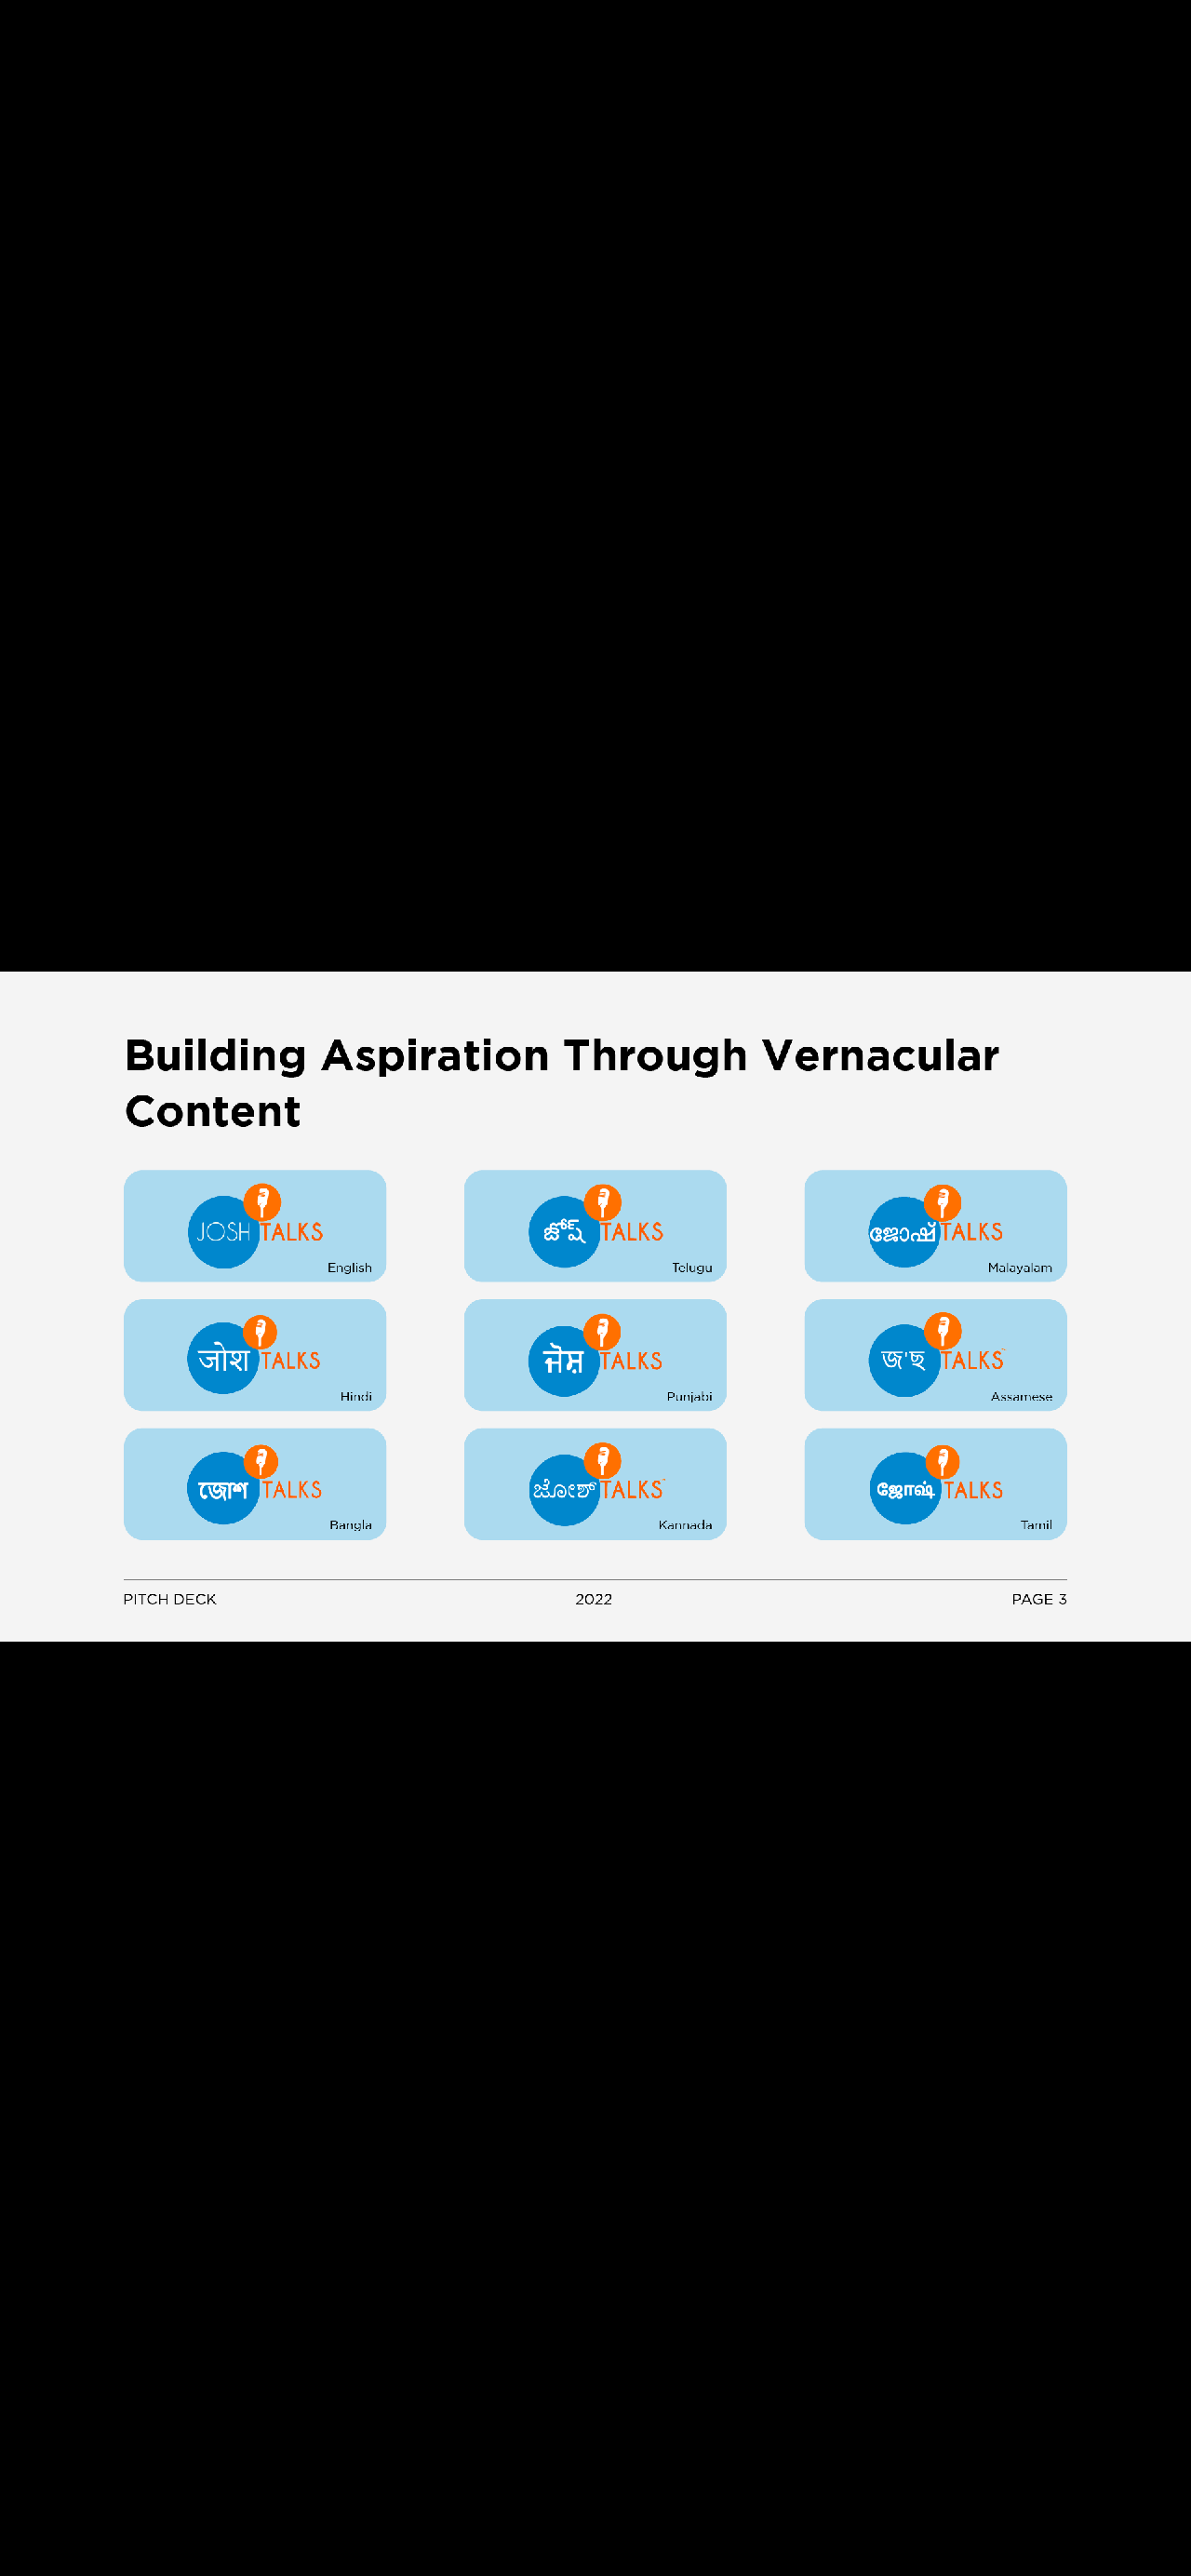 Building Aspiration Through Vernacular
Content
JOSH TALKS
English
జోష్ TALKS
Telugu
ജോഷ് TALKS
Malayalam
जोश TALKS
Hindi
ਜੋਸ਼ TALKS
Punjabi
জ'ছ TALKS
Assamese
জোশ TALKS
Bangla
ಜೋಶ್ TALKS
Kannada
ஜோஷ் TALKS
Tamil
PITCH DECK 2022 PAGE 3